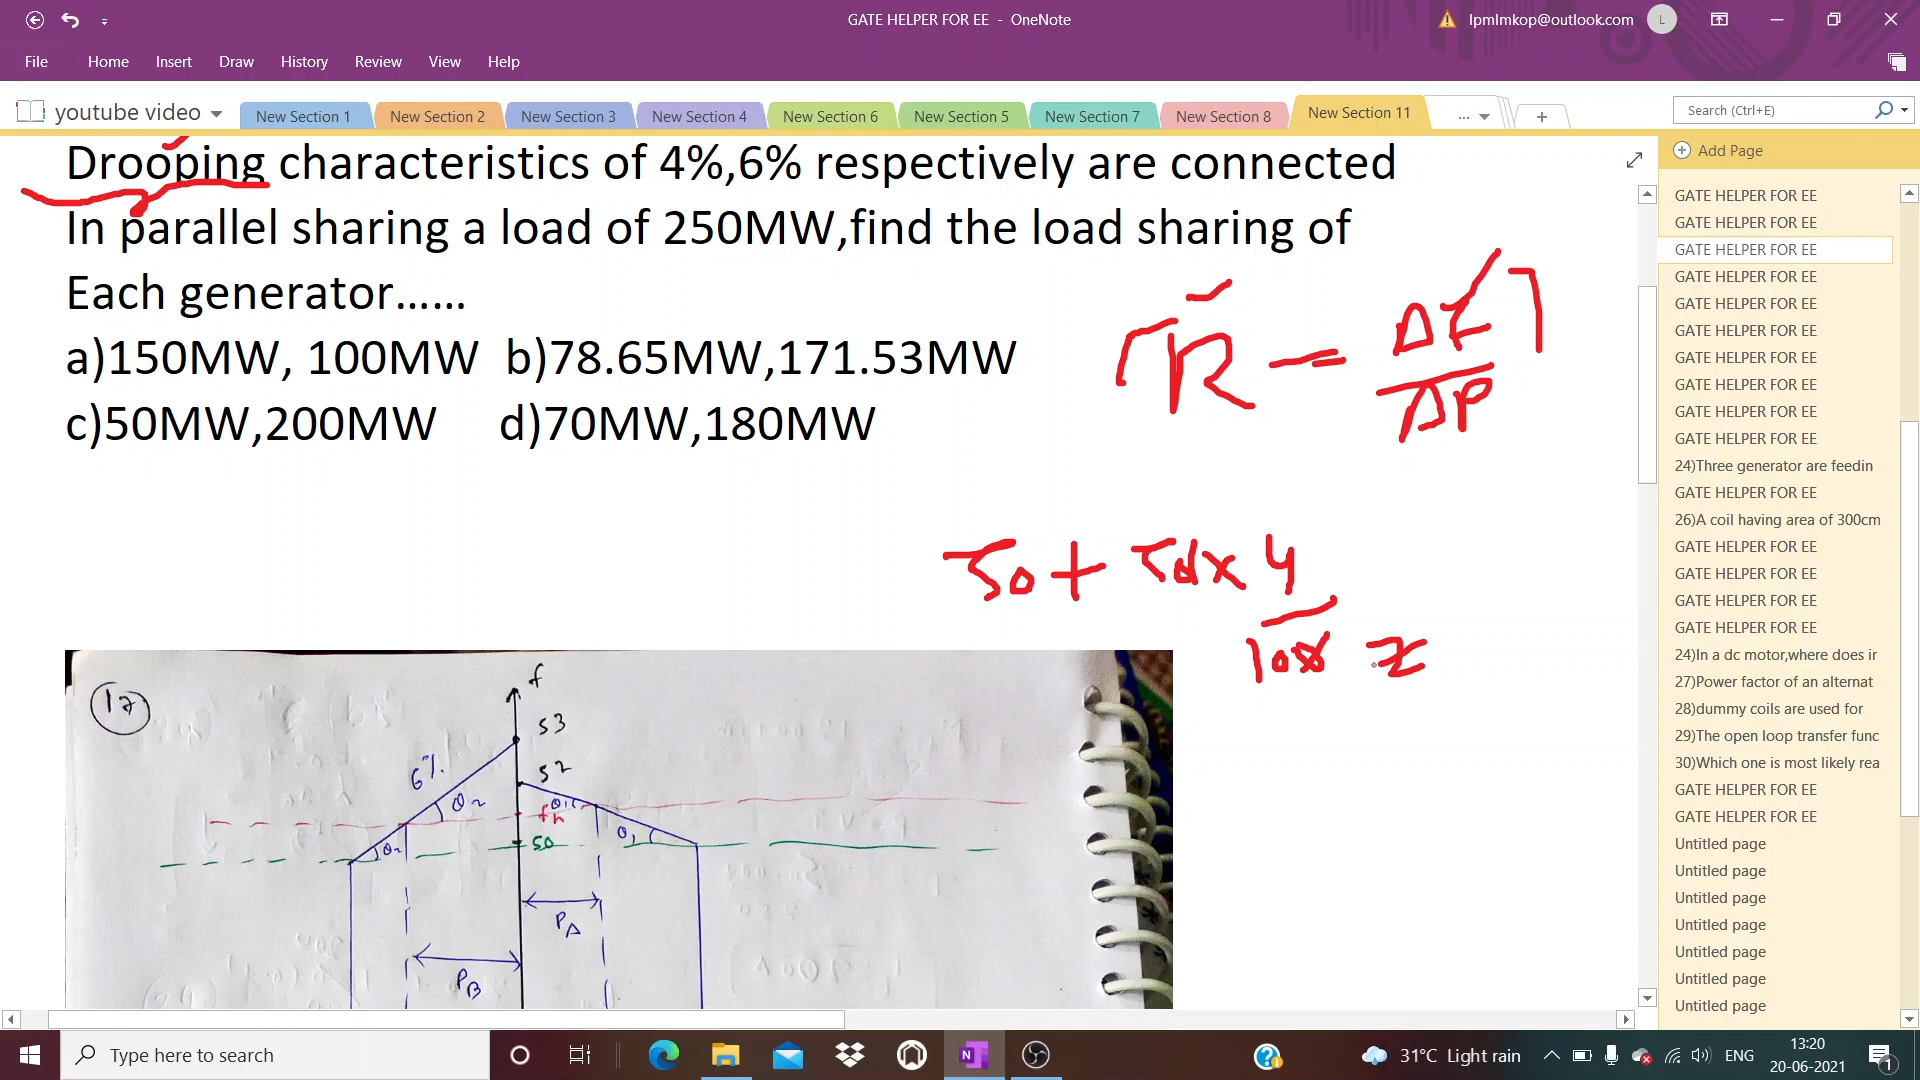 GATE HELPER FOR EE - OneNote
lpmlmkop@outlook.com
L
File Home Insert Draw History Review View Help
youtube video
New Section 1
New Section 2
New Section 3
New Section 4
New Section 6
New Section 5
New Section 7
New Section 8
New Section 11
...
Search (Ctrl+E)
Drooping characteristics of 4%,6% respectively are connected
In parallel sharing a load of 250MW,find the load sharing of
Each generator......
a)150MW, 100MW b)78.65MW,171.53MW
c)50MW,200MW d)70MW,180MW
R = Δf
ΔP
50 + 50x 4
100 =
17
f
53
6%
52
θ2
θ1
50
θ2
θ1
PA
PB
Add Page
GATE HELPER FOR EE
GATE HELPER FOR EE
GATE HELPER FOR EE
GATE HELPER FOR EE
GATE HELPER FOR EE
GATE HELPER FOR EE
GATE HELPER FOR EE
GATE HELPER FOR EE
GATE HELPER FOR EE
GATE HELPER FOR EE
24)Three generator are feedin
GATE HELPER FOR EE
26)A coil having area of 300cm
GATE HELPER FOR EE
GATE HELPER FOR EE
GATE HELPER FOR EE
GATE HELPER FOR EE
24)In a dc motor,where does ir
27)Power factor of an alternat
28)dummy coils are used for
29)The open loop transfer func
30)Which one is most likely rea
GATE HELPER FOR EE
GATE HELPER FOR EE
Untitled page
Untitled page
Untitled page
Untitled page
Untitled page
Untitled page
Untitled page
Type here to search
31°C Light rain
ENG
13:20
20-06-2021
1